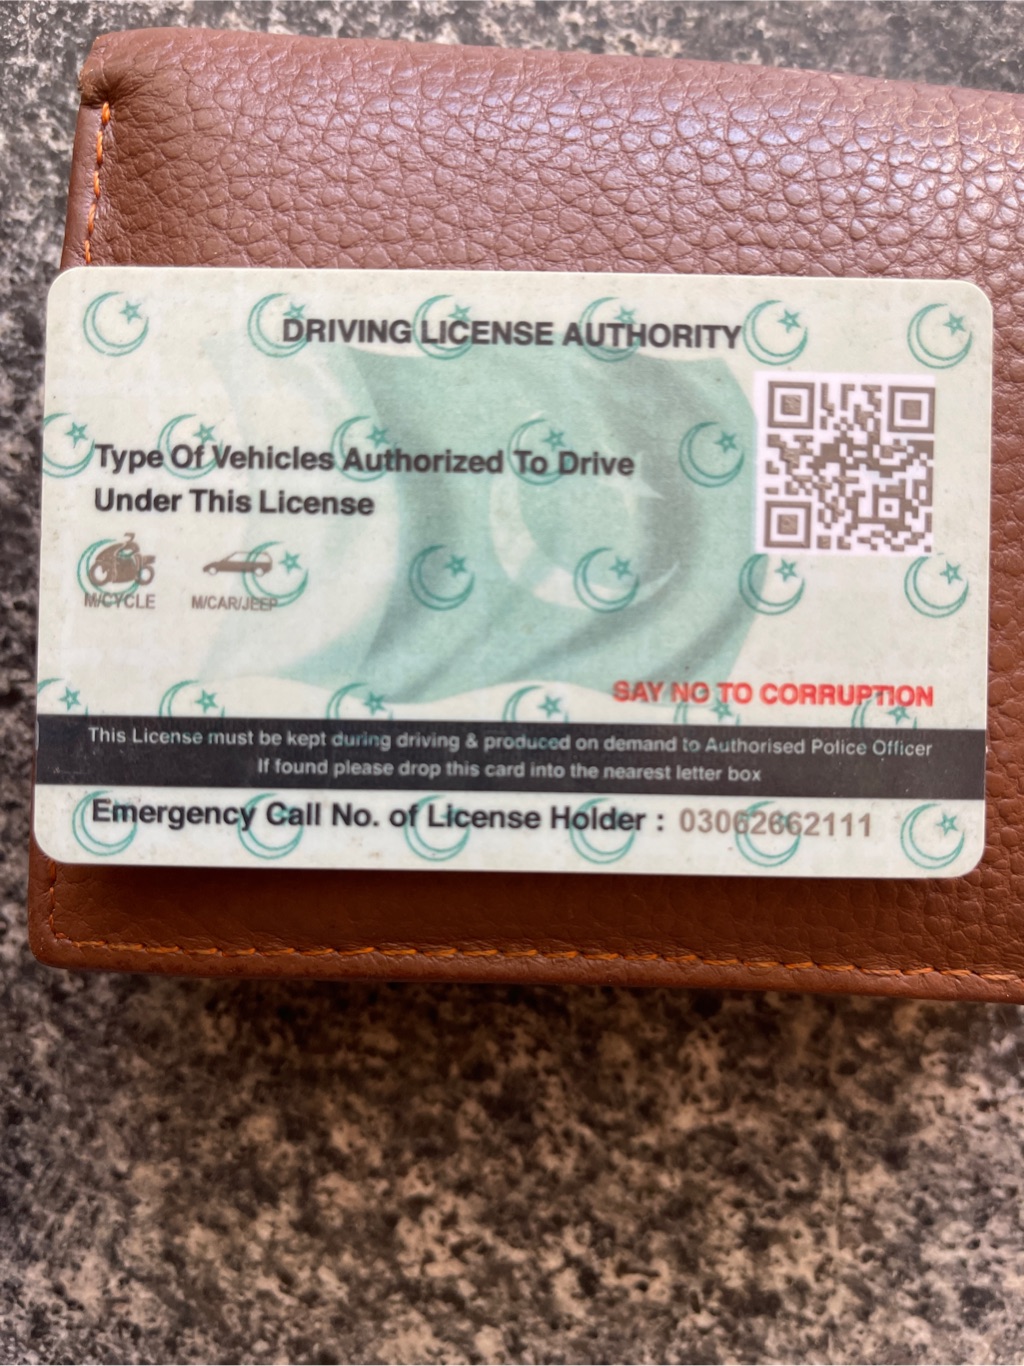 DRIVING LICENSE AUTHORITY
Type Of Vehicles Authorized To Drive
Under This License
M/CYCLE M/CAR/JEEP
SAY NO TO CORRUPTION
This License must be kept during driving & produced on demand to Authorised Police Officer
If found please drop this card into the nearest letter box
Emergency Call No. of License Holder : 03062662111